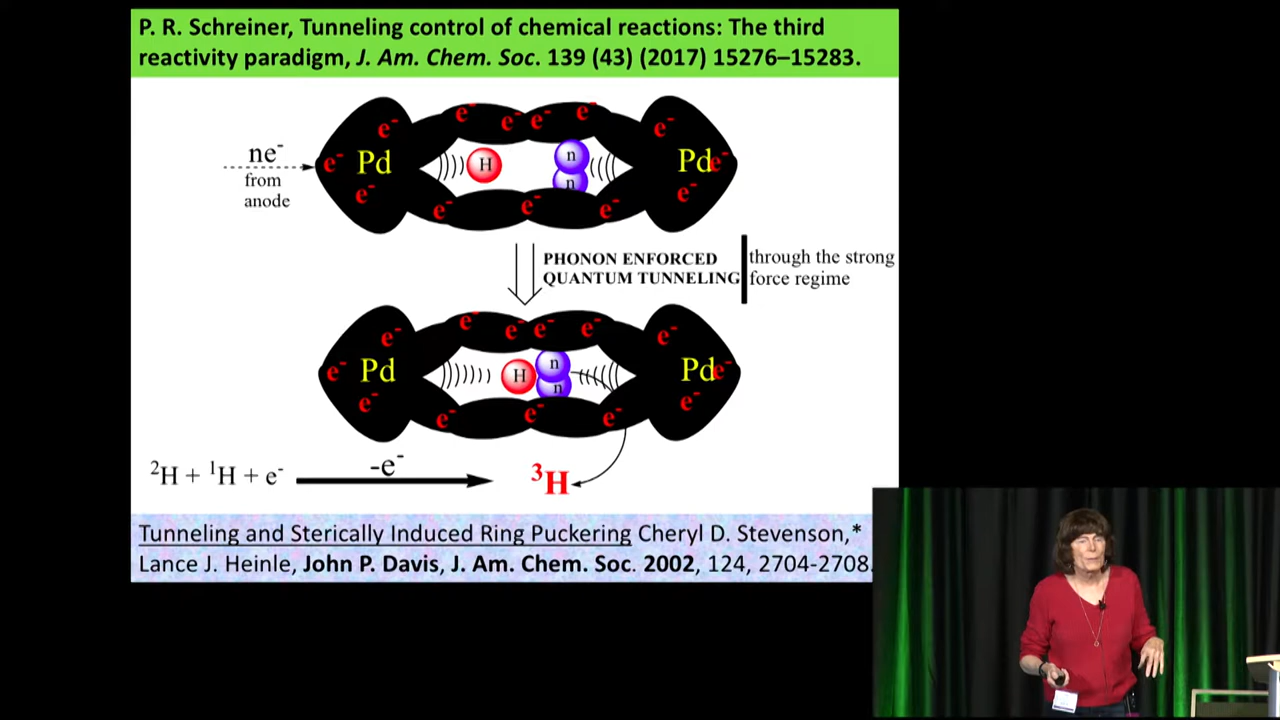 P. R. Schreiner, Tunneling control of chemical reactions: The third
reactivity paradigm, J. Am. Chem. Soc. 139 (43) (2017) 15276–15283.
e⁻ e⁻ e⁻ e⁻
e⁻ e⁻
ne⁻ e⁻ Pd H n Pd e⁻
from n
anode e⁻ e⁻
e⁻ e⁻ e⁻
PHONON ENFORCED through the strong
QUANTUM TUNNELING force regime
e⁻ e⁻ e⁻ e⁻
e⁻ e⁻
e⁻ Pd H n Pd e⁻
n
e⁻ e⁻
e⁻ e⁻ e⁻
²H + ¹H + e⁻ -e⁻ ³H
Tunneling and Sterically Induced Ring Puckering Cheryl D. Stevenson,*
Lance J. Heinle, John P. Davis, J. Am. Chem. Soc. 2002, 124, 2704-2708.